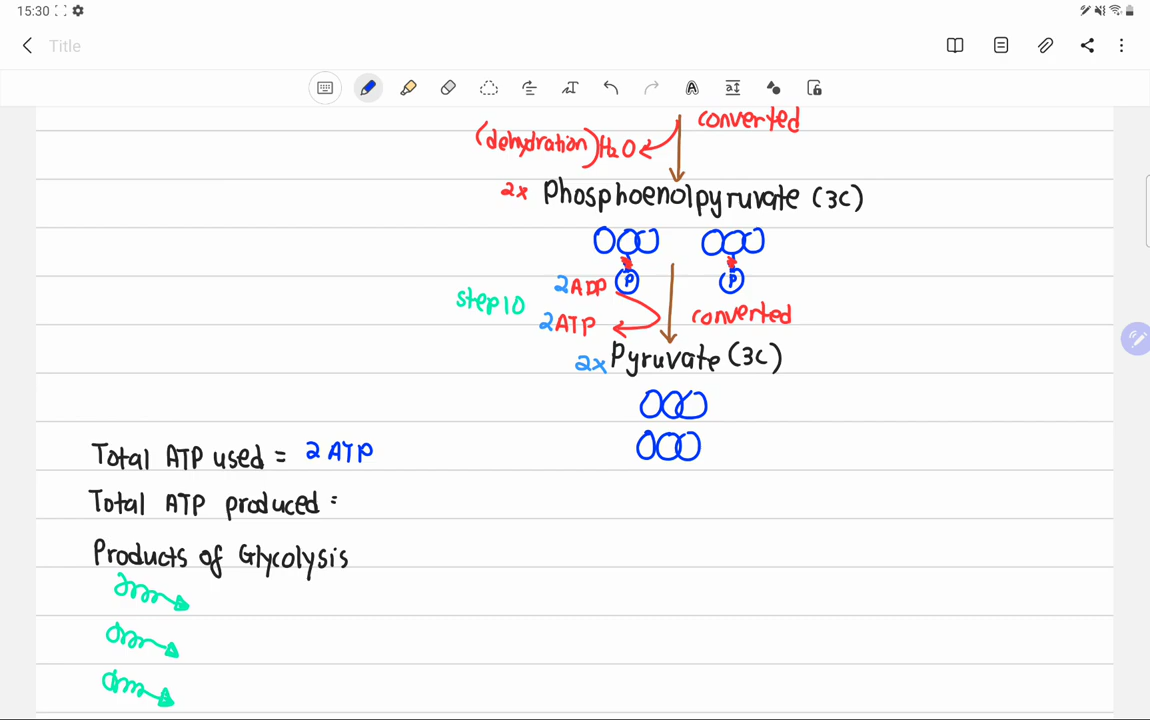 15:30
Title
converted
(dehydration) H₂O
2x Phosphoenolpyruvate (3C)
P P
step 10
2ADP
2ATP
converted
2x Pyruvate (3C)
Total ATP used = 2 ATP
Total ATP produced =
Products of Glycolysis